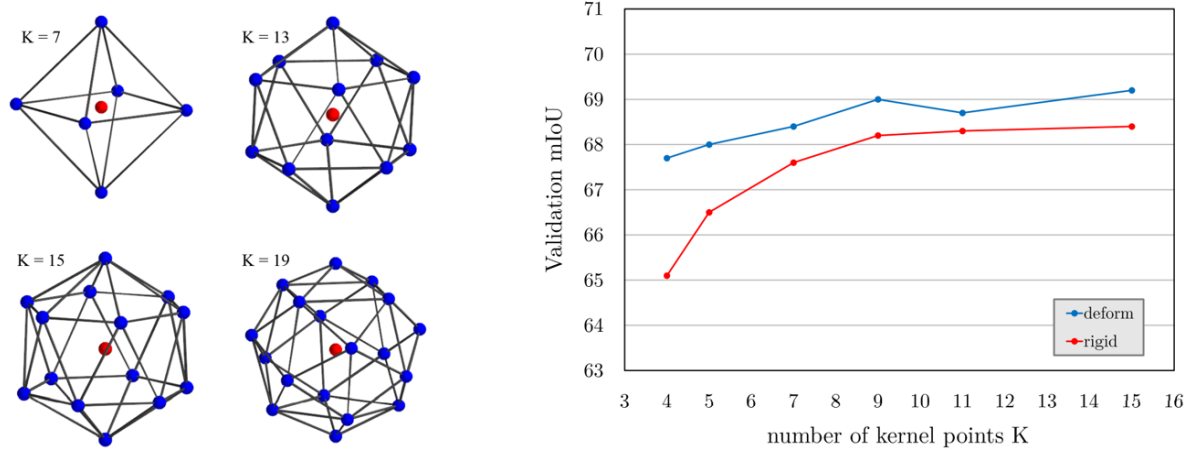 K = 7
K = 13
K = 15
K = 19
Validation mIoU
71
70
69
68
67
66
65
64
63
3 4 5 6 7 8 9 10 11 12 13 14 15 16
number of kernel points K
deform
rigid